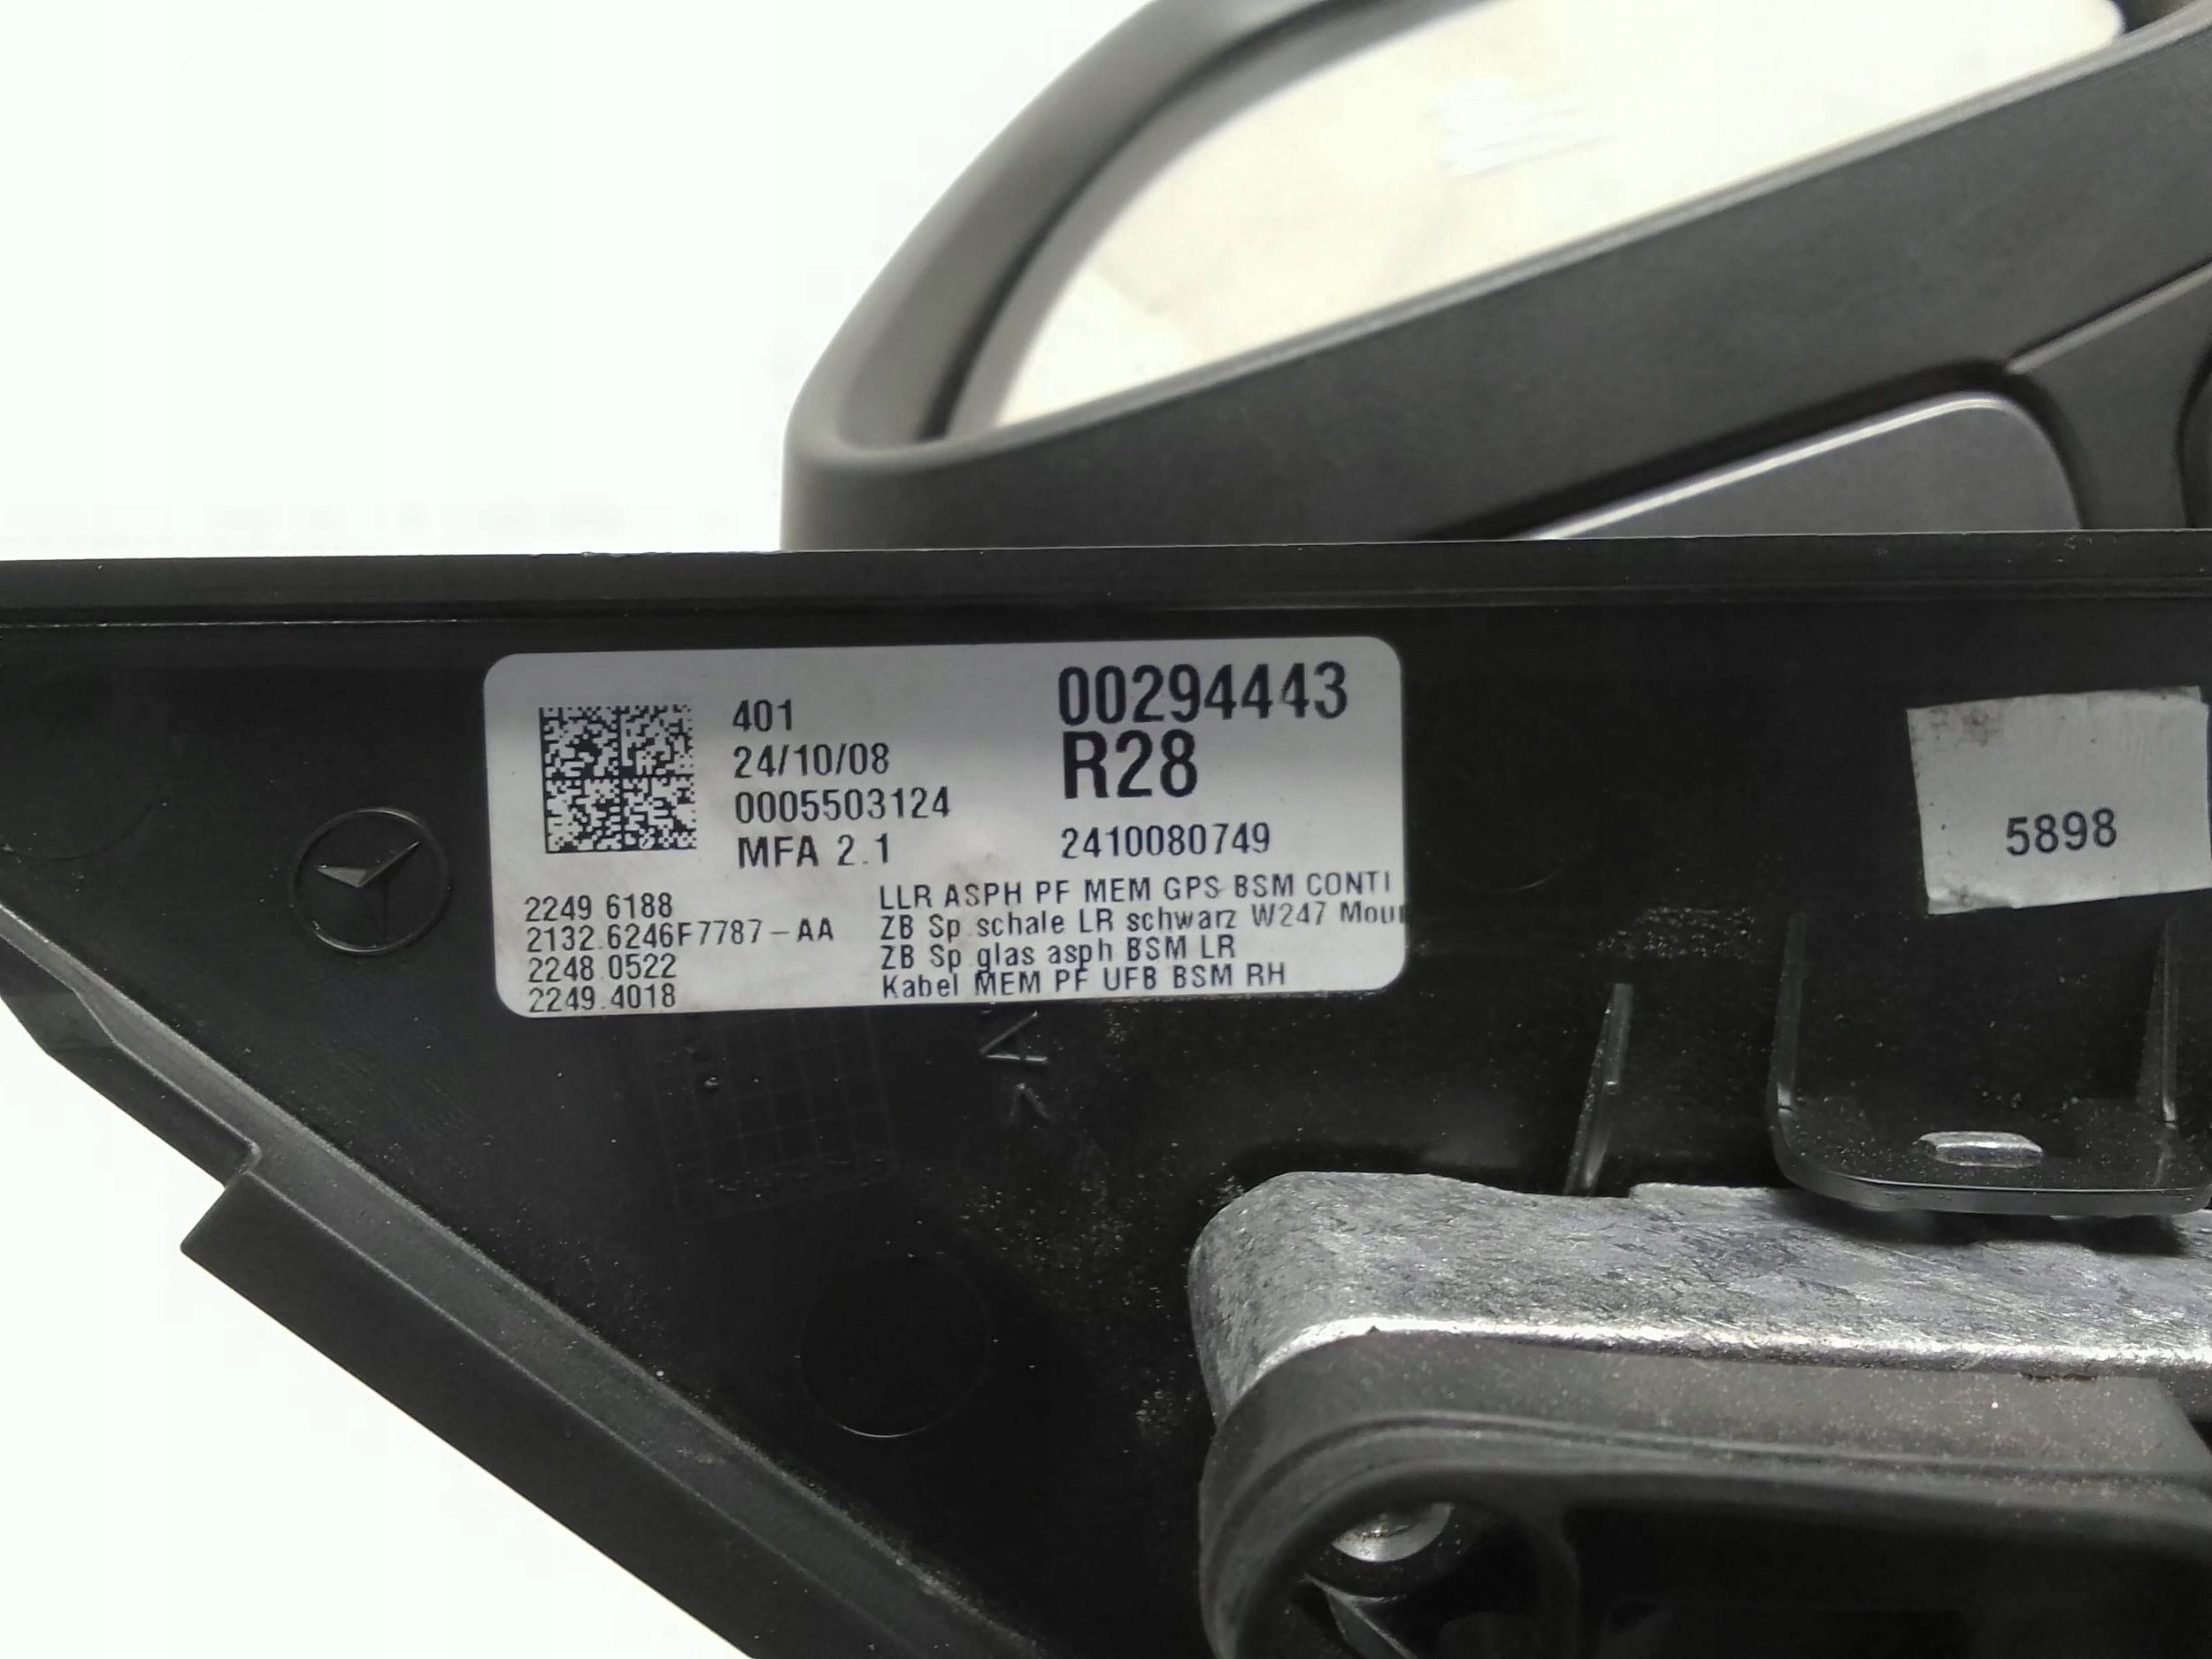 401
24/10/08
0005503124
MFA 2.1
00294443
R28
2410080749
2249 6188 LLR ASPH PF MEM GPS BSM CONTI
2132.6246F7787-AA ZB Sp schale LR schwarz W247
2248.0522 ZB Sp glas asph BSM LR
2249.4018 Kabel MEM PF UFB BSM RH
5898